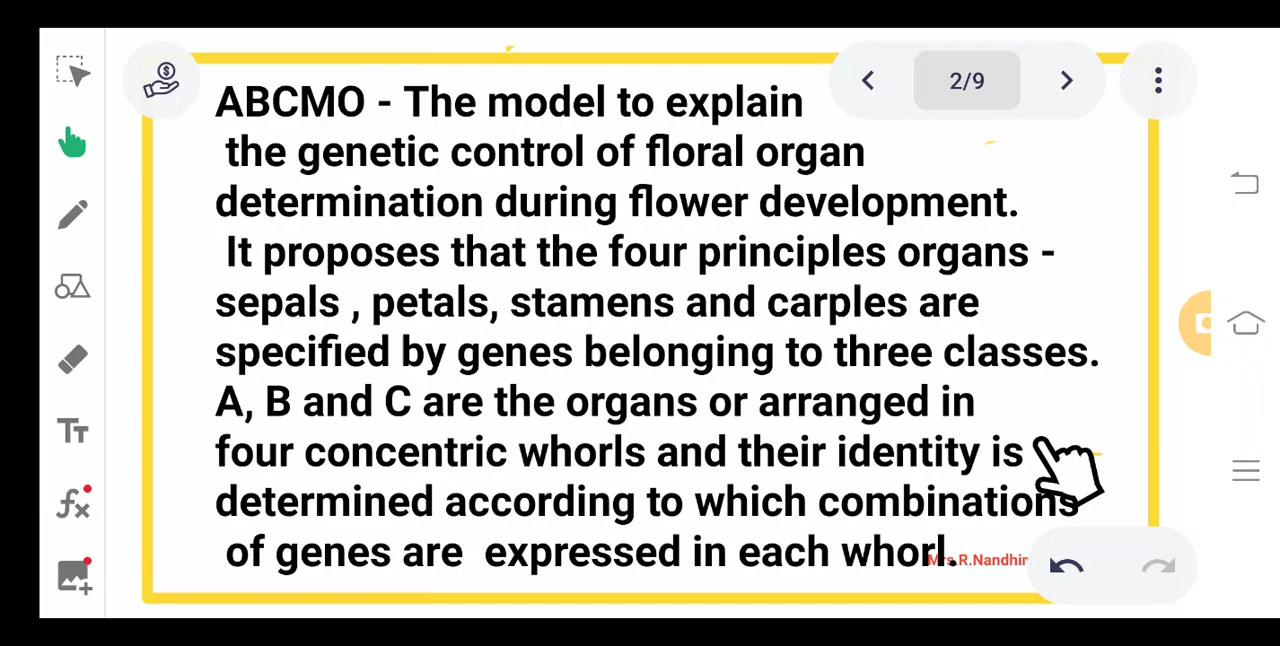 2/9
ABCMO - The model to explain
the genetic control of floral organ
determination during flower development.
It proposes that the four principles organs -
sepals , petals, stamens and carples are
specified by genes belonging to three classes.
A, B and C are the organs or arranged in
four concentric whorls and their identity is
determined according to which combinations
of genes are expressed in each whorl.
Mrs.R.Nandhin
TT
fx